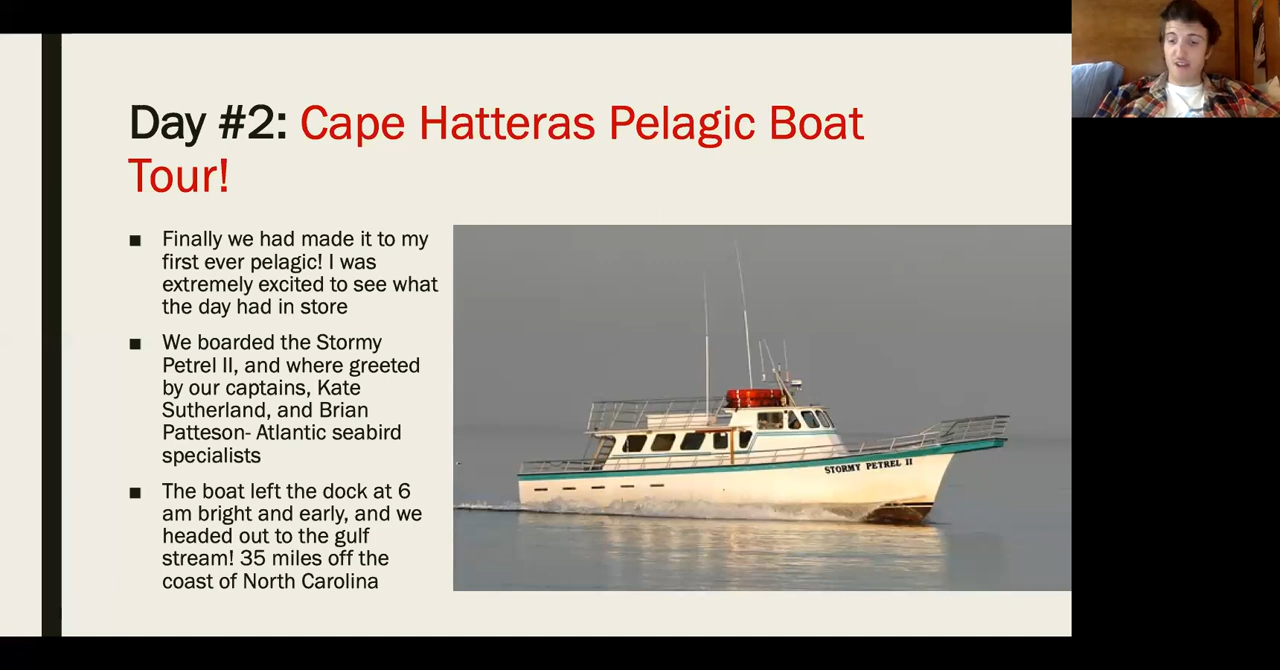 Day #2: Cape Hatteras Pelagic Boat
Tour!
■ Finally we had made it to my
first ever pelagic! I was
extremely excited to see what
the day had in store
■ We boarded the Stormy
Petrel II, and where greeted
by our captains, Kate
Sutherland, and Brian
Patteson- Atlantic seabird
specialists
■ The boat left the dock at 6
am bright and early, and we
headed out to the gulf
stream! 35 miles off the
coast of North Carolina
STORMY PETREL II